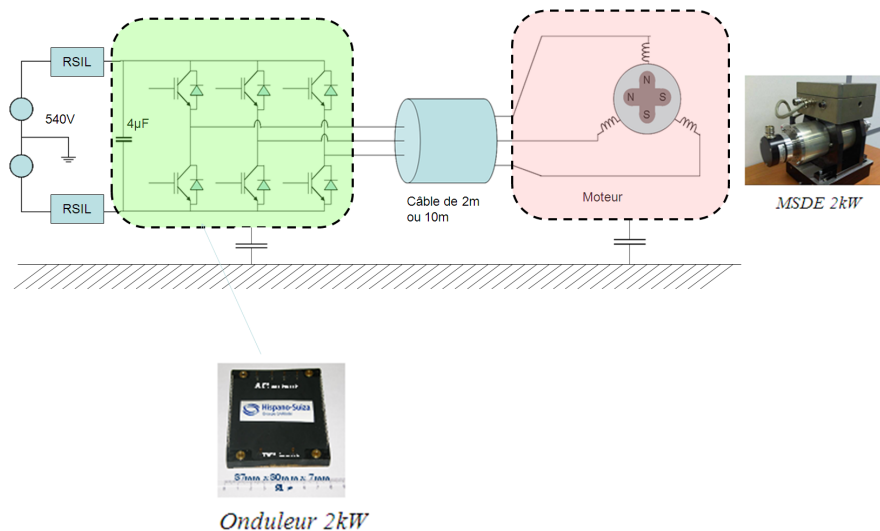 RSIL
540V
RSIL
4µF
Câble de 2m
ou 10m
N
N
S
S
Moteur
MSDE 2kW
Hispano-Suiza
Onduleur 2kW